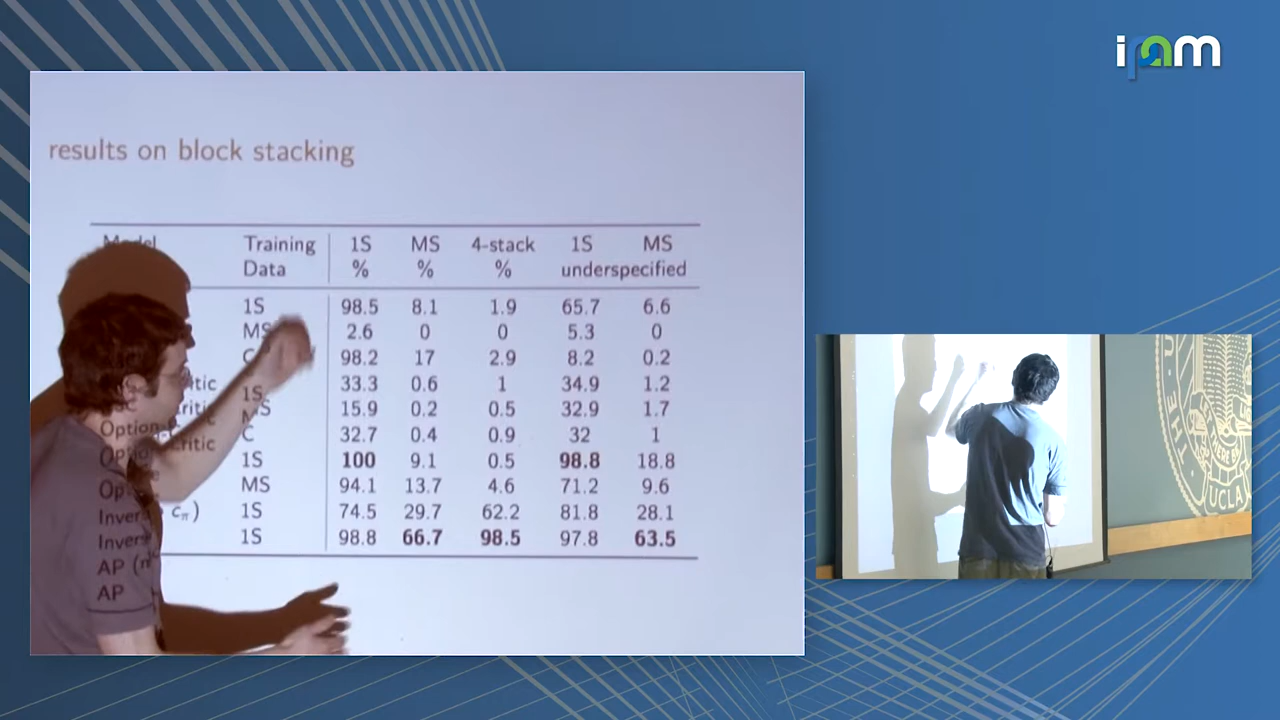 ipam
results on block stacking
Model Training 1S MS 4-stack 1S MS
Data % % % underspecified
1S 98.5 8.1 1.9 65.7 6.6
MS 2.6 0 0 5.3 0
C 98.2 17 2.9 8.2 0.2
1S 33.3 0.6 1 34.9 1.2
MS 15.9 0.2 0.5 32.9 1.7
C 32.7 0.4 0.9 32 1
1S 100 9.1 0.5 98.8 18.8
MS 94.1 13.7 4.6 71.2 9.6
cπ) 1S 74.5 29.7 62.2 81.8 28.1
1S 98.8 66.7 98.5 97.8 63.5
AP
AP
THE
UCLA